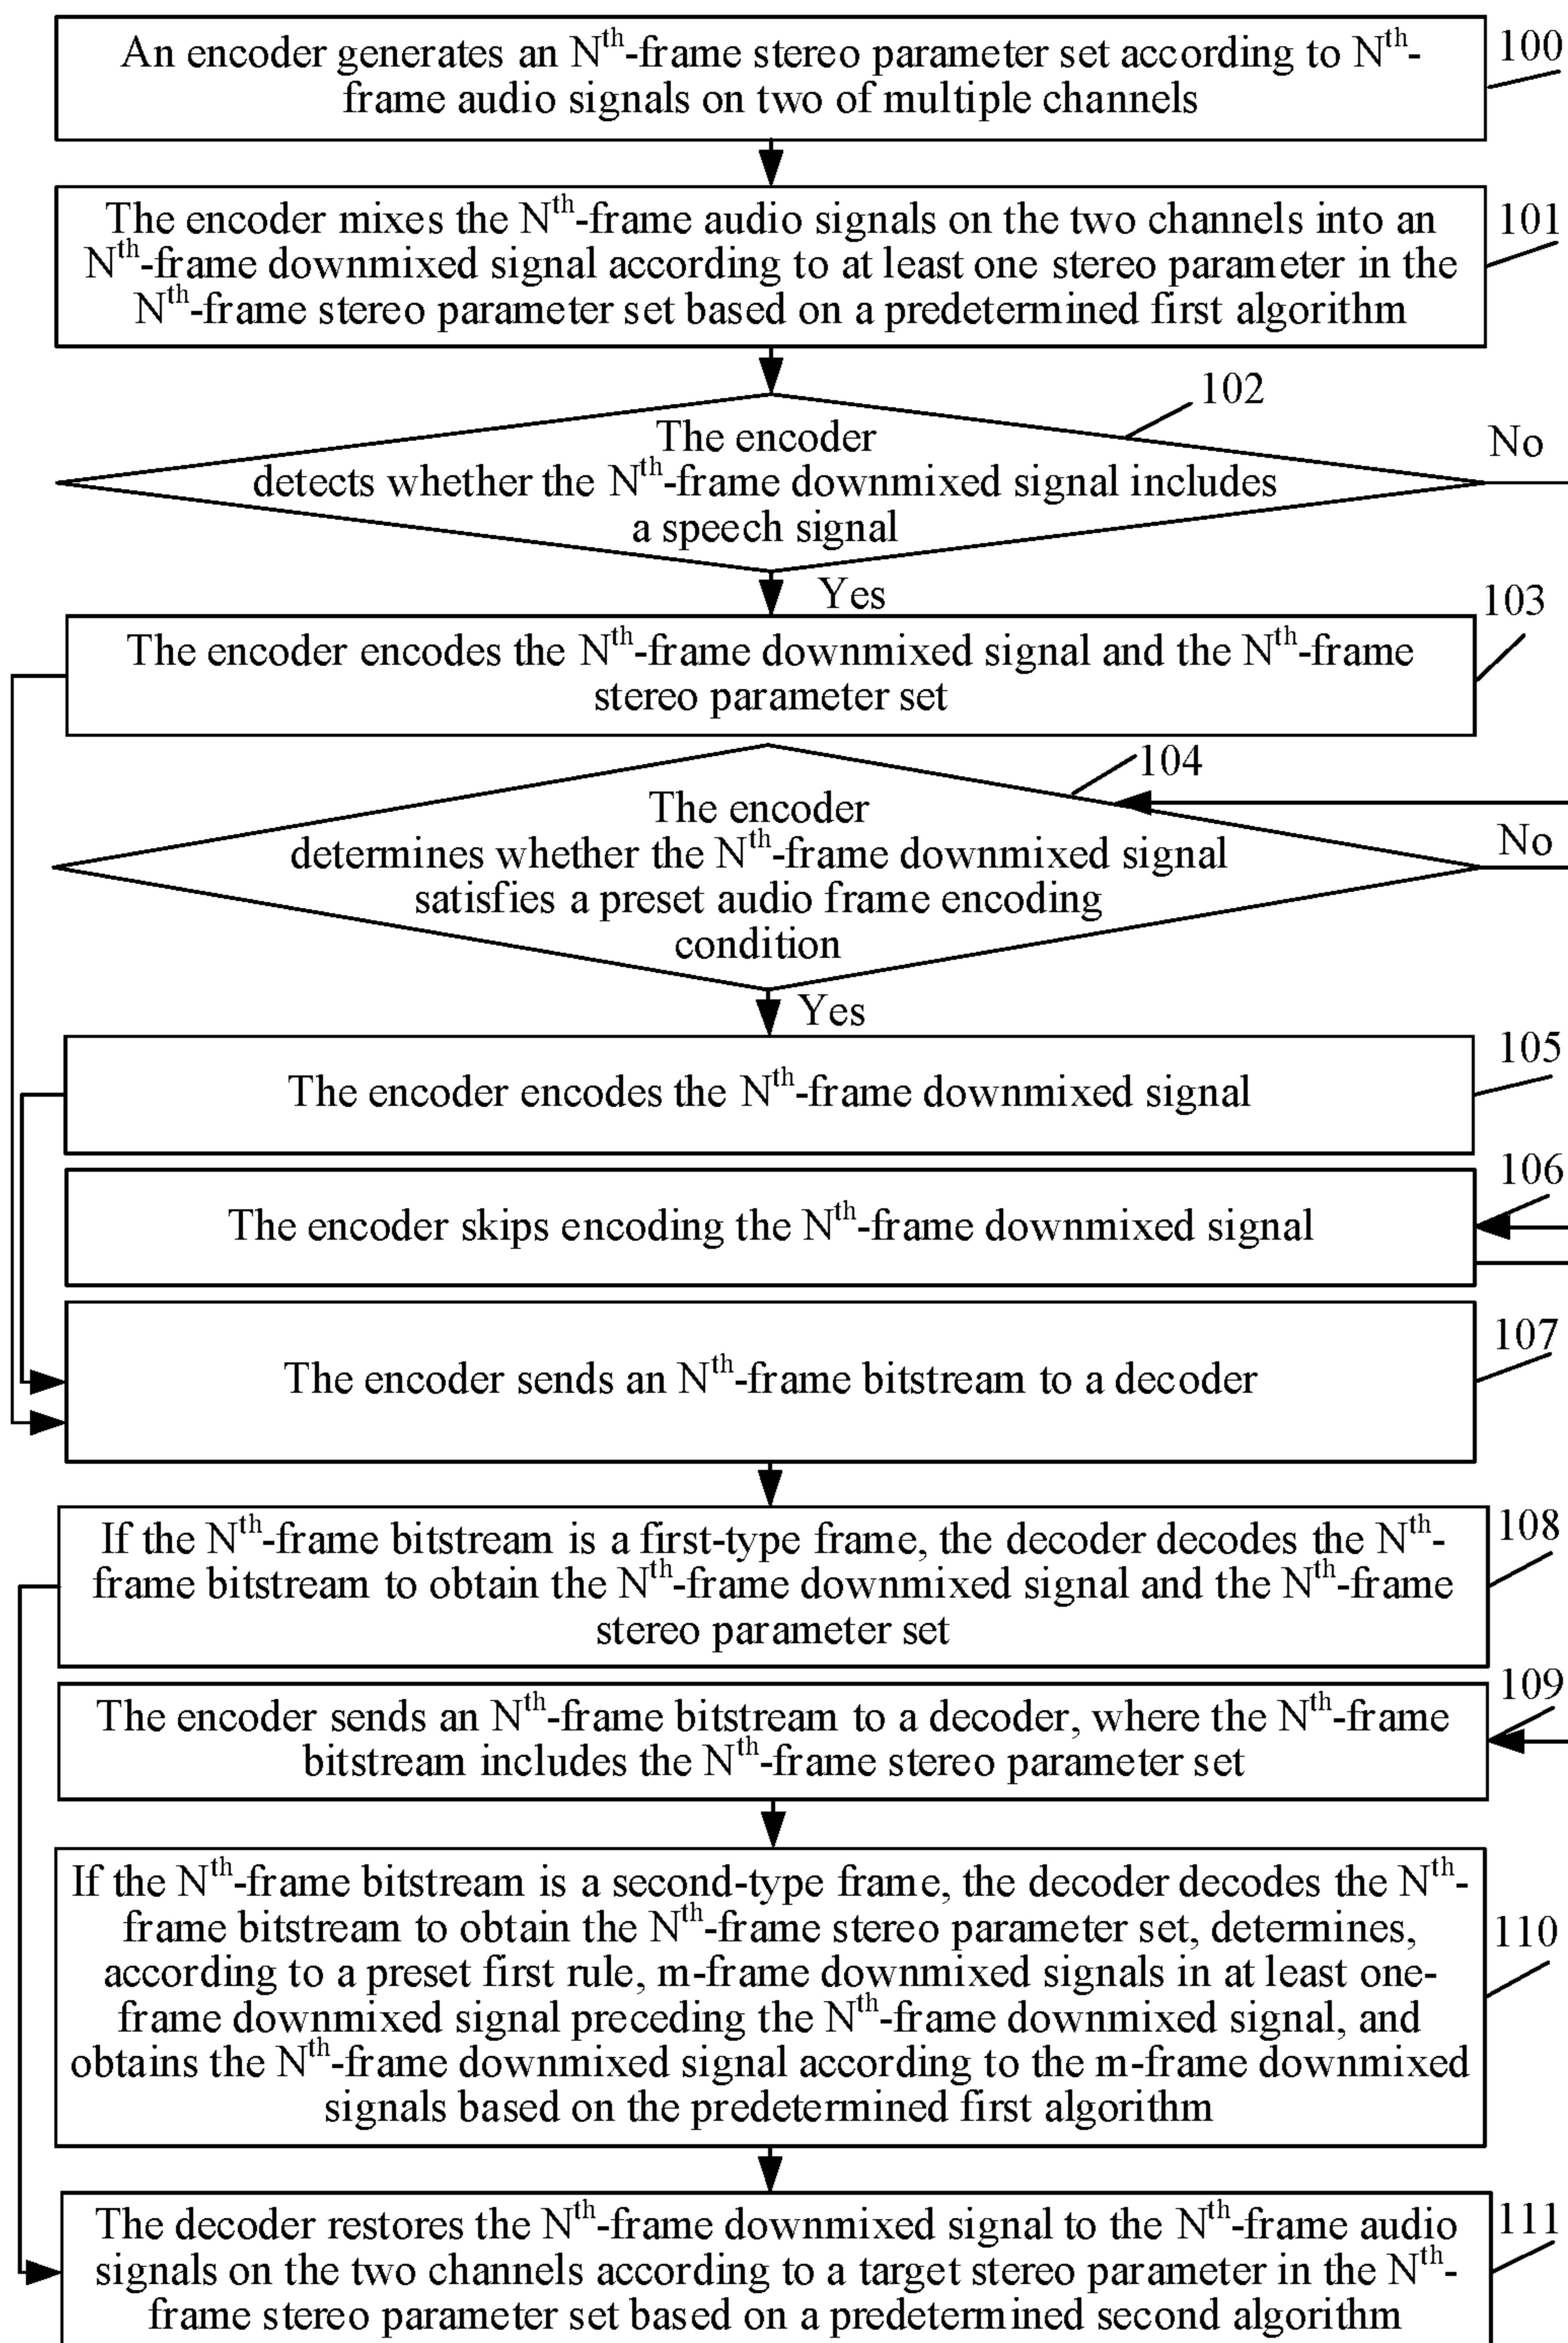 An encoder generates an Nth-frame stereo parameter set according to Nth-
frame audio signals on two of multiple channels
100
The encoder mixes the Nth-frame audio signals on the two channels into an
Nth-frame downmixed signal according to at least one stereo parameter in the
Nth-frame stereo parameter set based on a predetermined first algorithm
101
102
The encoder
detects whether the Nth-frame downmixed signal includes
a speech signal
No
Yes
103
The encoder encodes the Nth-frame downmixed signal and the Nth-frame
stereo parameter set
104
The encoder
determines whether the Nth-frame downmixed signal
satisfies a preset audio frame encoding
condition
No
Yes
105
The encoder encodes the Nth-frame downmixed signal
106
The encoder skips encoding the Nth-frame downmixed signal
107
The encoder sends an Nth-frame bitstream to a decoder
108
If the Nth-frame bitstream is a first-type frame, the decoder decodes the Nth-
frame bitstream to obtain the Nth-frame downmixed signal and the Nth-frame
stereo parameter set
109
The encoder sends an Nth-frame bitstream to a decoder, where the Nth-frame
bitstream includes the Nth-frame stereo parameter set
If the Nth-frame bitstream is a second-type frame, the decoder decodes the Nth-
frame bitstream to obtain the Nth-frame stereo parameter set, determines,
according to a preset first rule, m-frame downmixed signals in at least one-
frame downmixed signal preceding the Nth-frame downmixed signal, and
obtains the Nth-frame downmixed signal according to the m-frame downmixed
signals based on the predetermined first algorithm
110
The decoder restores the Nth-frame downmixed signal to the Nth-frame audio
signals on the two channels according to a target stereo parameter in the Nth-
frame stereo parameter set based on a predetermined second algorithm
111